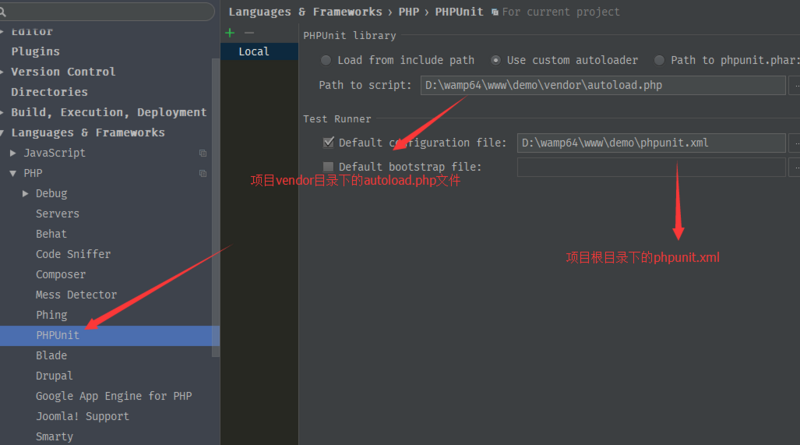 Editor
Plugins
Version Control
Directories
Build, Execution, Deployment
Languages & Frameworks
JavaScript
PHP
Debug
Servers
Behat
Code Sniffer
Composer
Mess Detector
Phing
PHPUnit
Blade
Drupal
Google App Engine for PHP
Joomla! Support
Smarty
Languages & Frameworks › PHP › PHPUnit For current project
Local
PHPUnit library
Load from include path Use custom autoloader Path to phpunit.phar:
Path to script: D:\wamp64\www\demo\vendor\autoload.php
Test Runner
Default configuration file: D:\wamp64\www\demo\phpunit.xml
Default bootstrap file:
项目vendor目录下的autoload.php文件
项目根目录下的phpunit.xml